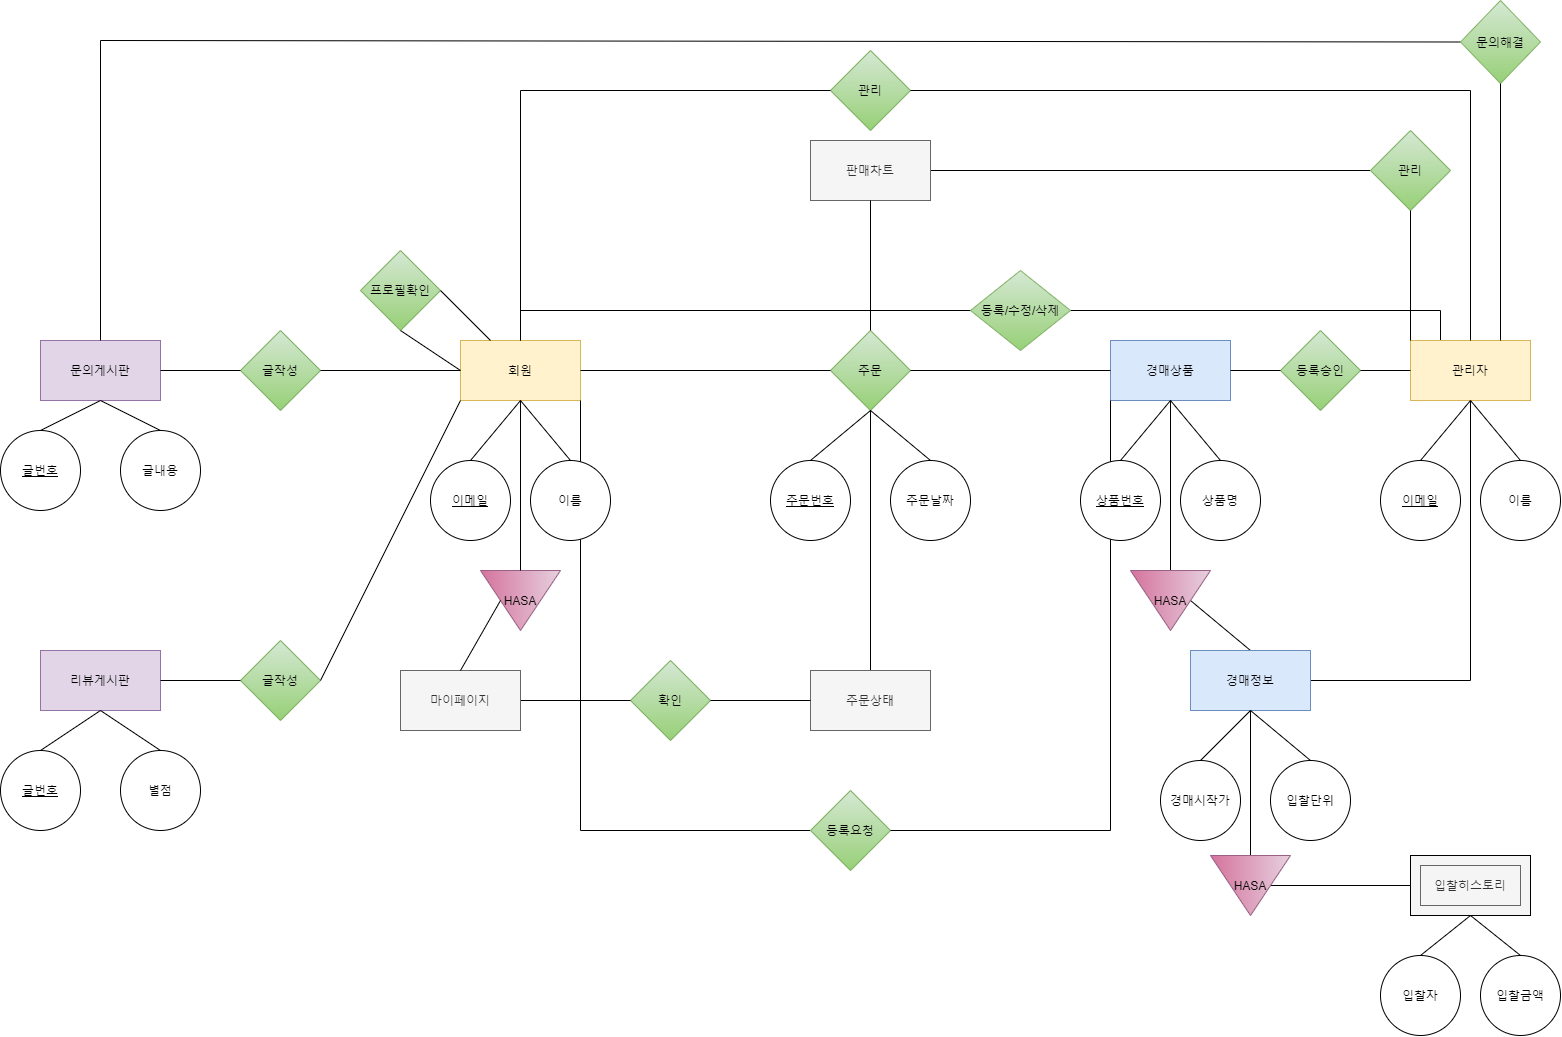 문의해결
관리
판매차트
관리
프로필확인
등록/수정/삭제
문의게시판
글작성
회원
주문
경매상품
등록승인
관리자
글번호
글내용
이메일
이름
주문번호
주문날짜
상품번호
상품명
이메일
이름
HASA
HASA
리뷰게시판
글작성
마이페이지
확인
주문상태
경매정보
글번호
별점
경매시작가
입찰단위
등록요청
HASA
입찰히스토리
입찰자
입찰금액